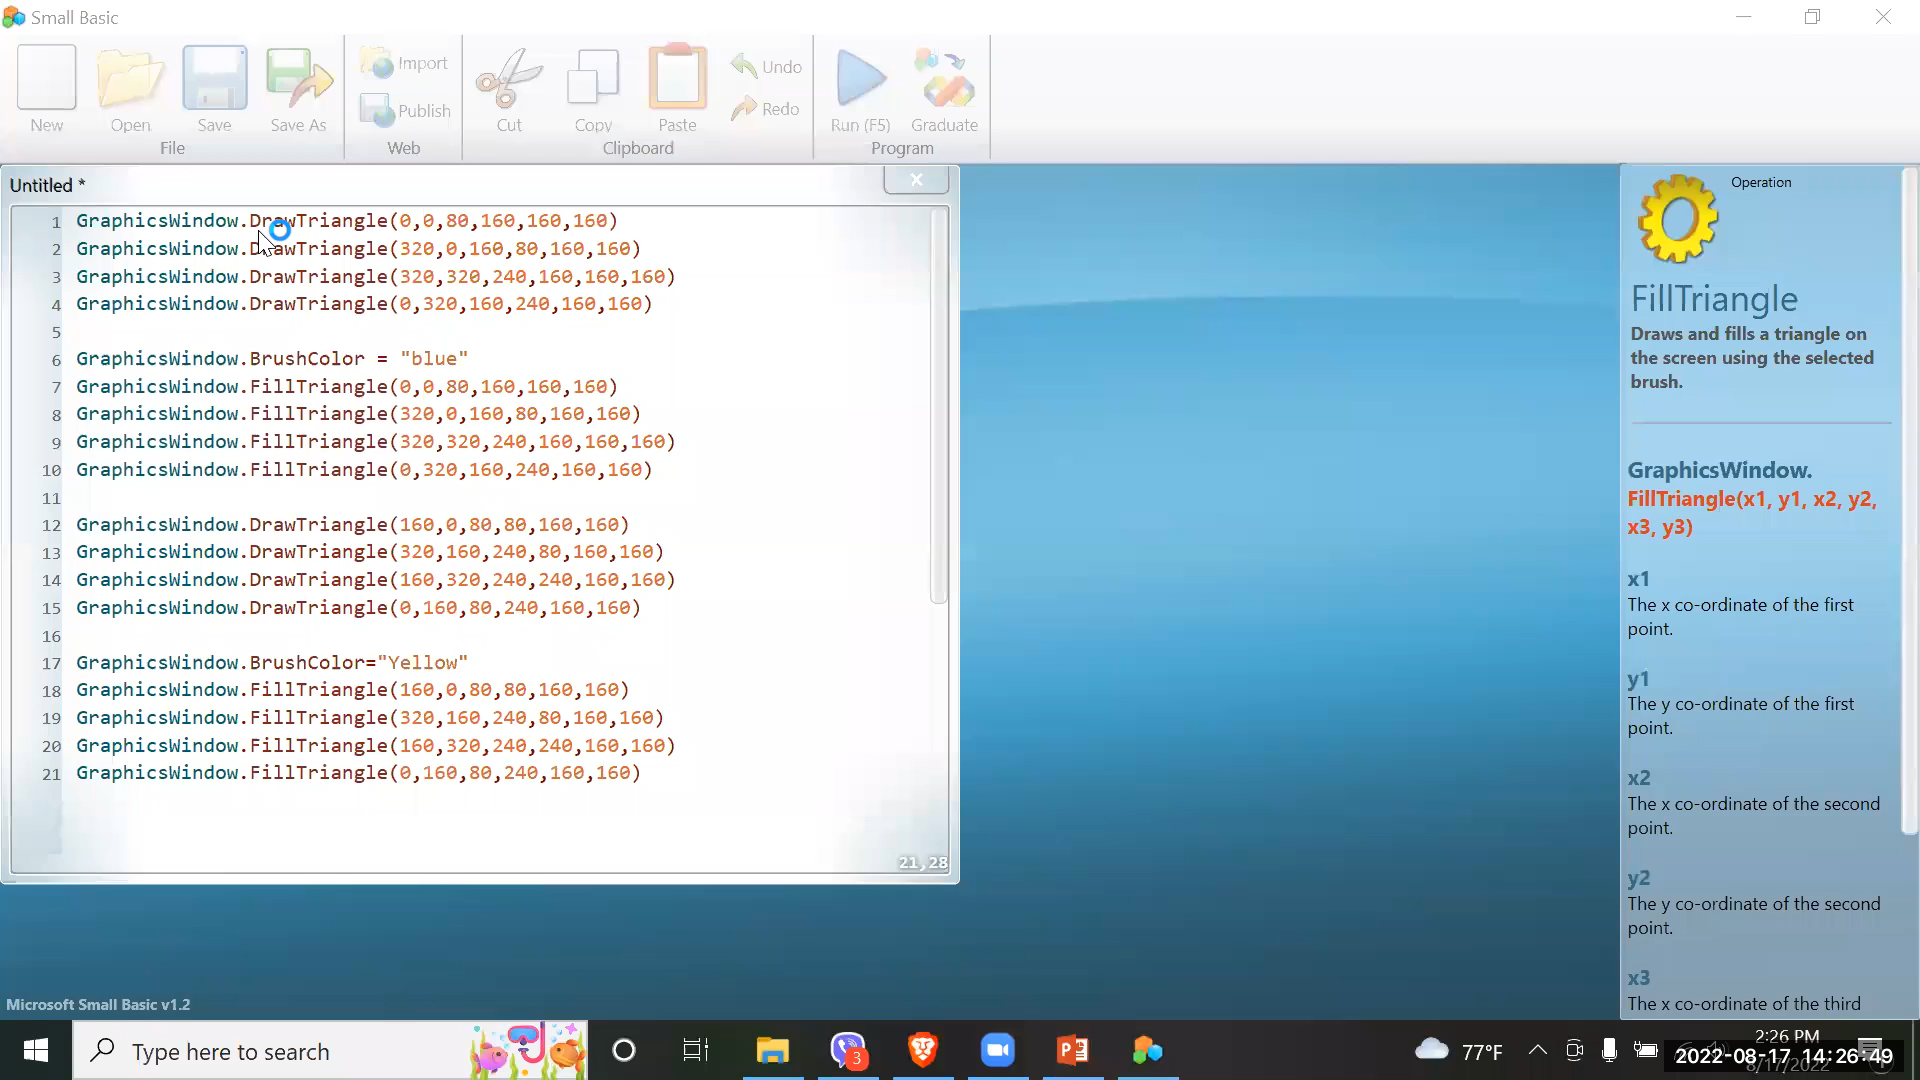 Small Basic
New
Open
Save
Save As
File
Import
Publish
Web
Cut
Copy
Paste
Undo
Redo
Clipboard
Run (F5)
Graduate
Program
Untitled *
1 GraphicsWindow.DrawTriangle(0,0,80,160,160,160)
2 GraphicsWindow.DrawTriangle(320,0,160,80,160,160)
3 GraphicsWindow.DrawTriangle(320,320,240,160,160,160)
4 GraphicsWindow.DrawTriangle(0,320,160,240,160,160)
5
6 GraphicsWindow.BrushColor = "blue"
7 GraphicsWindow.FillTriangle(0,0,80,160,160,160)
8 GraphicsWindow.FillTriangle(320,0,160,80,160,160)
9 GraphicsWindow.FillTriangle(320,320,240,160,160,160)
10 GraphicsWindow.FillTriangle(0,320,160,240,160,160)
11
12 GraphicsWindow.DrawTriangle(160,0,80,80,160,160)
13 GraphicsWindow.DrawTriangle(320,160,240,80,160,160)
14 GraphicsWindow.DrawTriangle(160,320,240,240,160,160)
15 GraphicsWindow.DrawTriangle(0,160,80,240,160,160)
16
17 GraphicsWindow.BrushColor="Yellow"
18 GraphicsWindow.FillTriangle(160,0,80,80,160,160)
19 GraphicsWindow.FillTriangle(320,160,240,80,160,160)
20 GraphicsWindow.FillTriangle(160,320,240,240,160,160)
21 GraphicsWindow.FillTriangle(0,160,80,240,160,160)
21,28
Operation
FillTriangle
Draws and fills a triangle on
the screen using the selected
brush.
GraphicsWindow.
FillTriangle(x1, y1, x2, y2,
x3, y3)
x1
The x co-ordinate of the first
point.
y1
The y co-ordinate of the first
point.
x2
The x co-ordinate of the second
point.
y2
The y co-ordinate of the second
point.
x3
The x co-ordinate of the third
Microsoft Small Basic v1.2
Type here to search
3
77°F
2:26 PM
2022-08-17 14:26:49
8/17/2022